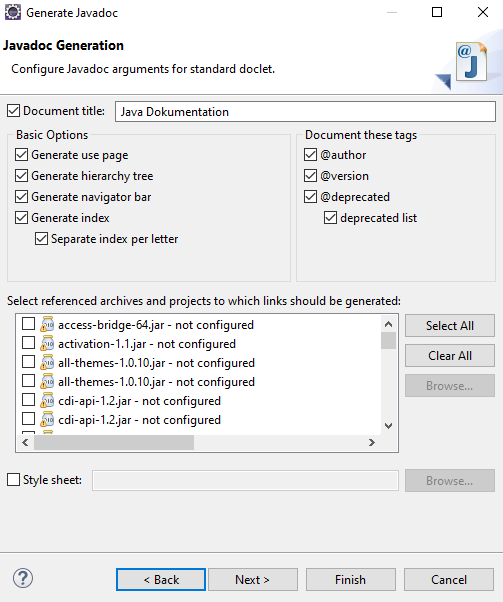 Generate Javadoc
Javadoc Generation
Configure Javadoc arguments for standard doclet.
Document title: Java Dokumentation
Basic Options
Generate use page
Generate hierarchy tree
Generate navigator bar
Generate index
Separate index per letter
Document these tags
@author
@version
@deprecated
deprecated list
Select referenced archives and projects to which links should be generated:
access-bridge-64.jar - not configured
activation-1.1.jar - not configured
all-themes-1.0.10.jar - not configured
all-themes-1.0.10.jar - not configured
cdi-api-1.2.jar - not configured
cdi-api-1.2.jar - not configured
Select All
Clear All
Browse...
Style sheet:
Browse...
?
< Back
Next >
Finish
Cancel